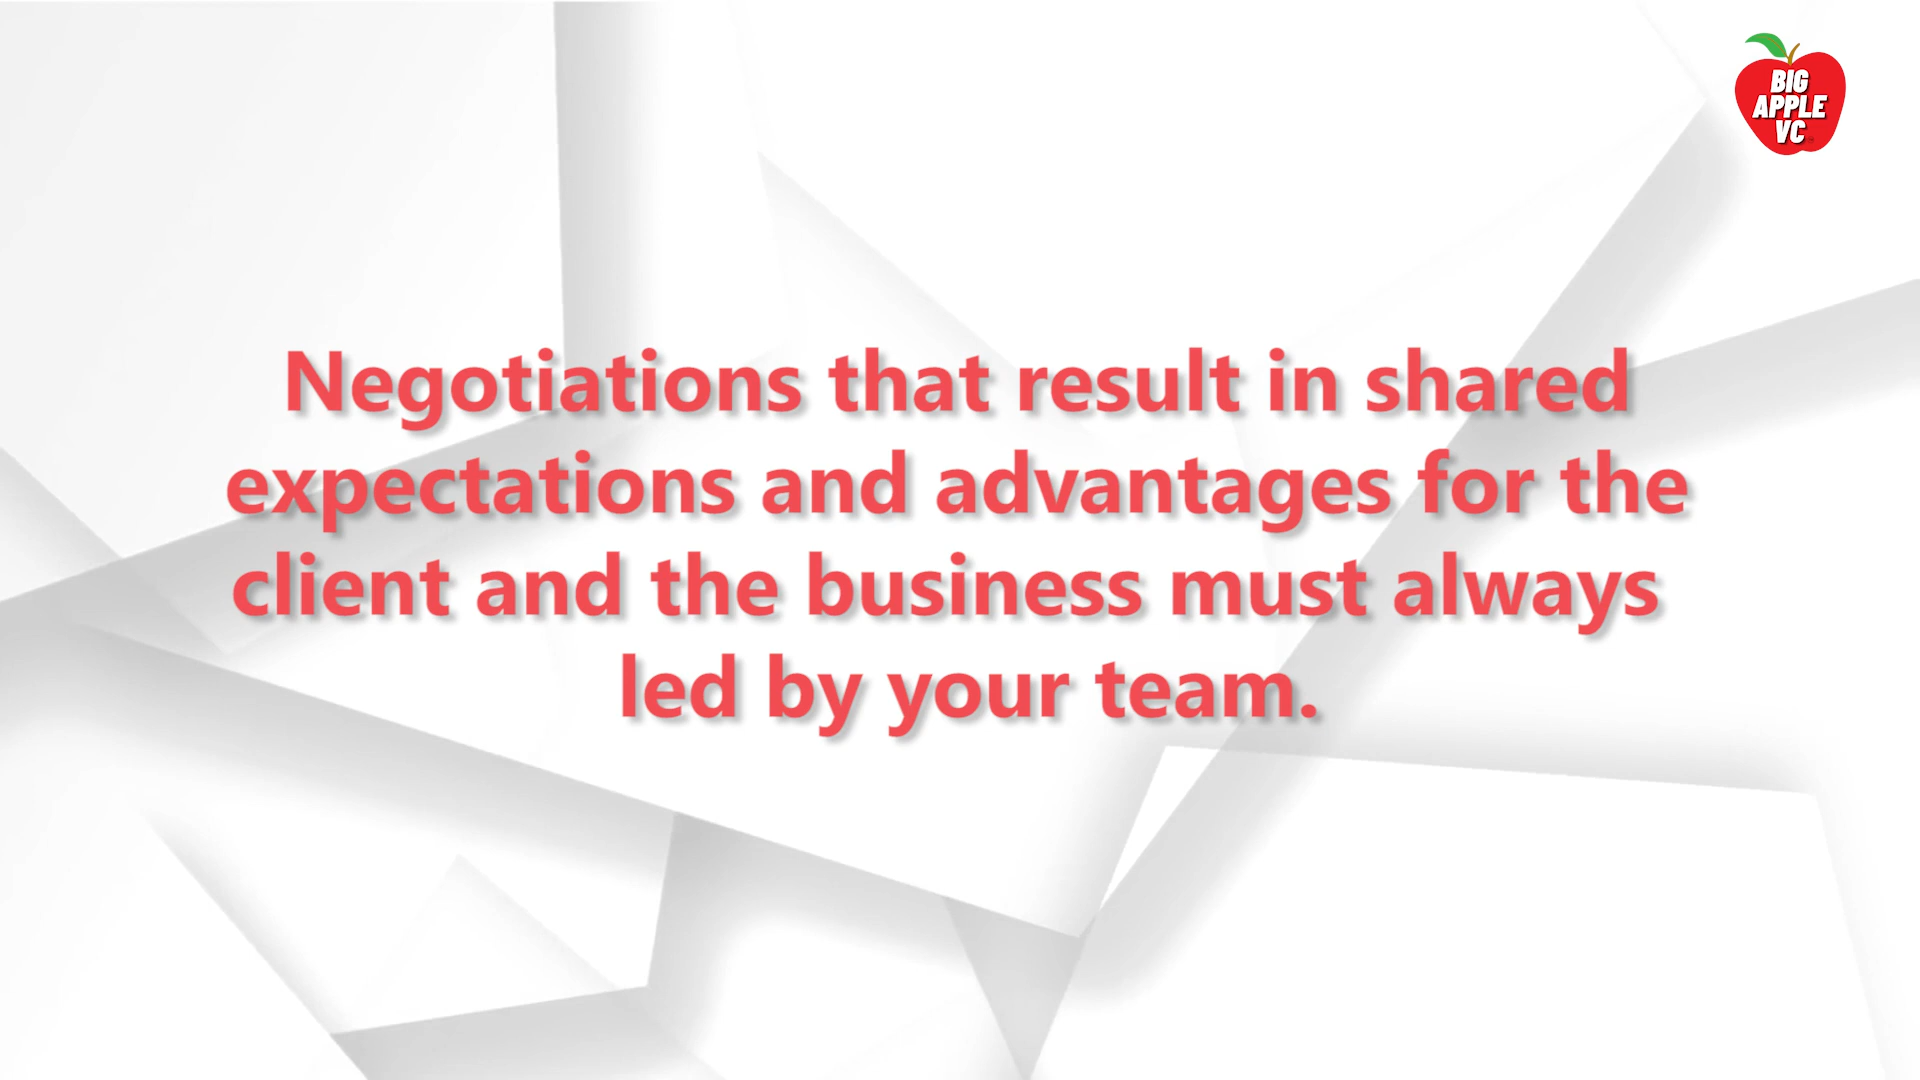 BIG
APPLE
VC
Negotiations that result in shared
expectations and advantages for the
client and the business must always
led by your team.